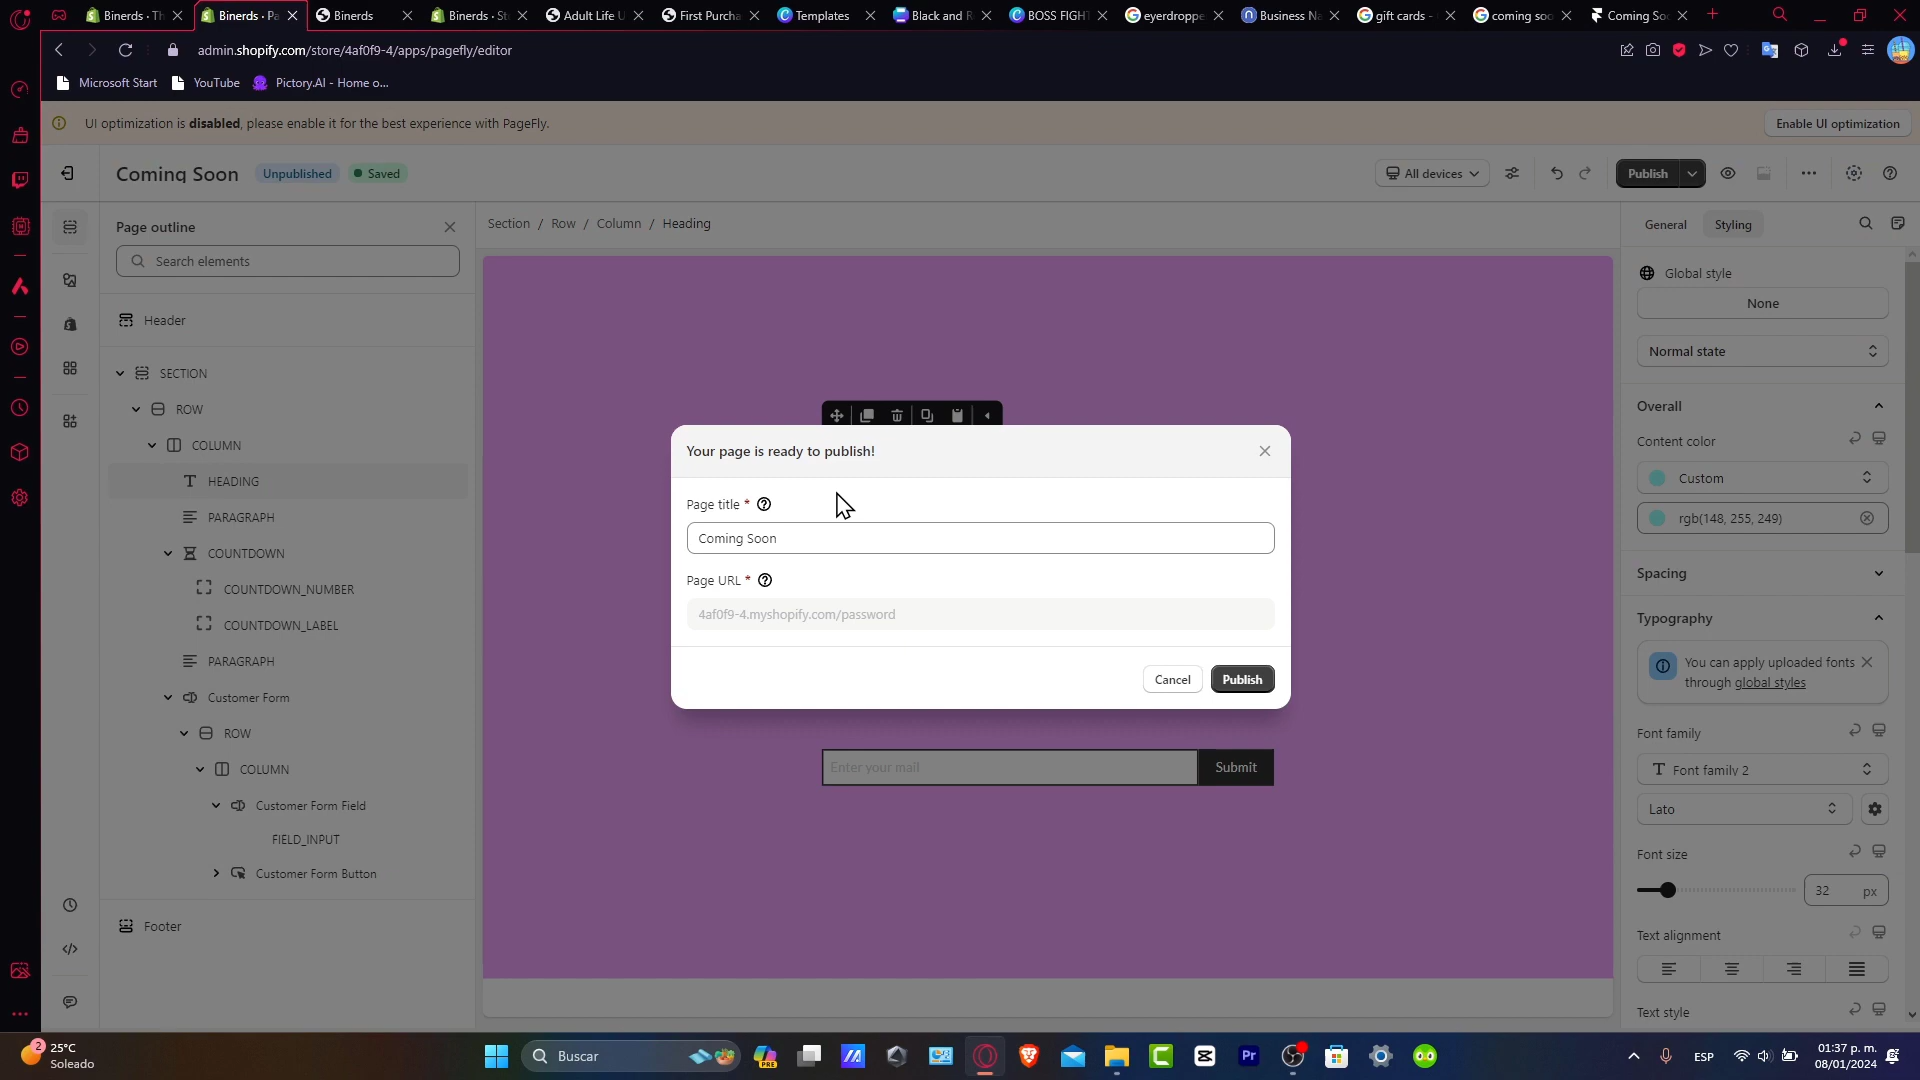 Binerds · Th
Binerds · Pa
Binerds
Binerds · St
Adult Life U
First Purcha
Templates
Black and R
BOSS FIGHT
eyerdroppe
Business Na
gift cards -
coming soo
Coming So
admin.shopify.com/store/4af0f9-4/apps/pagefly/editor
Microsoft Start
YouTube
Pictory.AI - Home o...
UI optimization is disabled, please enable it for the best experience with PageFly.
Enable UI optimization
Coming Soon
Unpublished
Saved
All devices
Publish
Page outline
Search elements
Header
SECTION
ROW
COLUMN
HEADING
PARAGRAPH
COUNTDOWN
COUNTDOWN_NUMBER
COUNTDOWN_LABEL
PARAGRAPH
Customer Form
ROW
COLUMN
Customer Form Field
FIELD_INPUT
Customer Form Button
Footer
Section / Row / Column / Heading
Your page is ready to publish!
Page title *
Coming Soon
Page URL *
4af0f9-4.myshopify.com/password
Cancel
Publish
Enter your mail
Submit
General
Styling
Global style
None
Normal state
Overall
Content color
Custom
rgb(148, 255, 249)
Spacing
Typography
You can apply uploaded fonts
through global styles
Font family
Font family 2
Lato
Font size
32 px
Text alignment
Text style
2
25°C
Soleado
Buscar
PRE
Pr
ESP
01:37 p. m.
08/01/2024